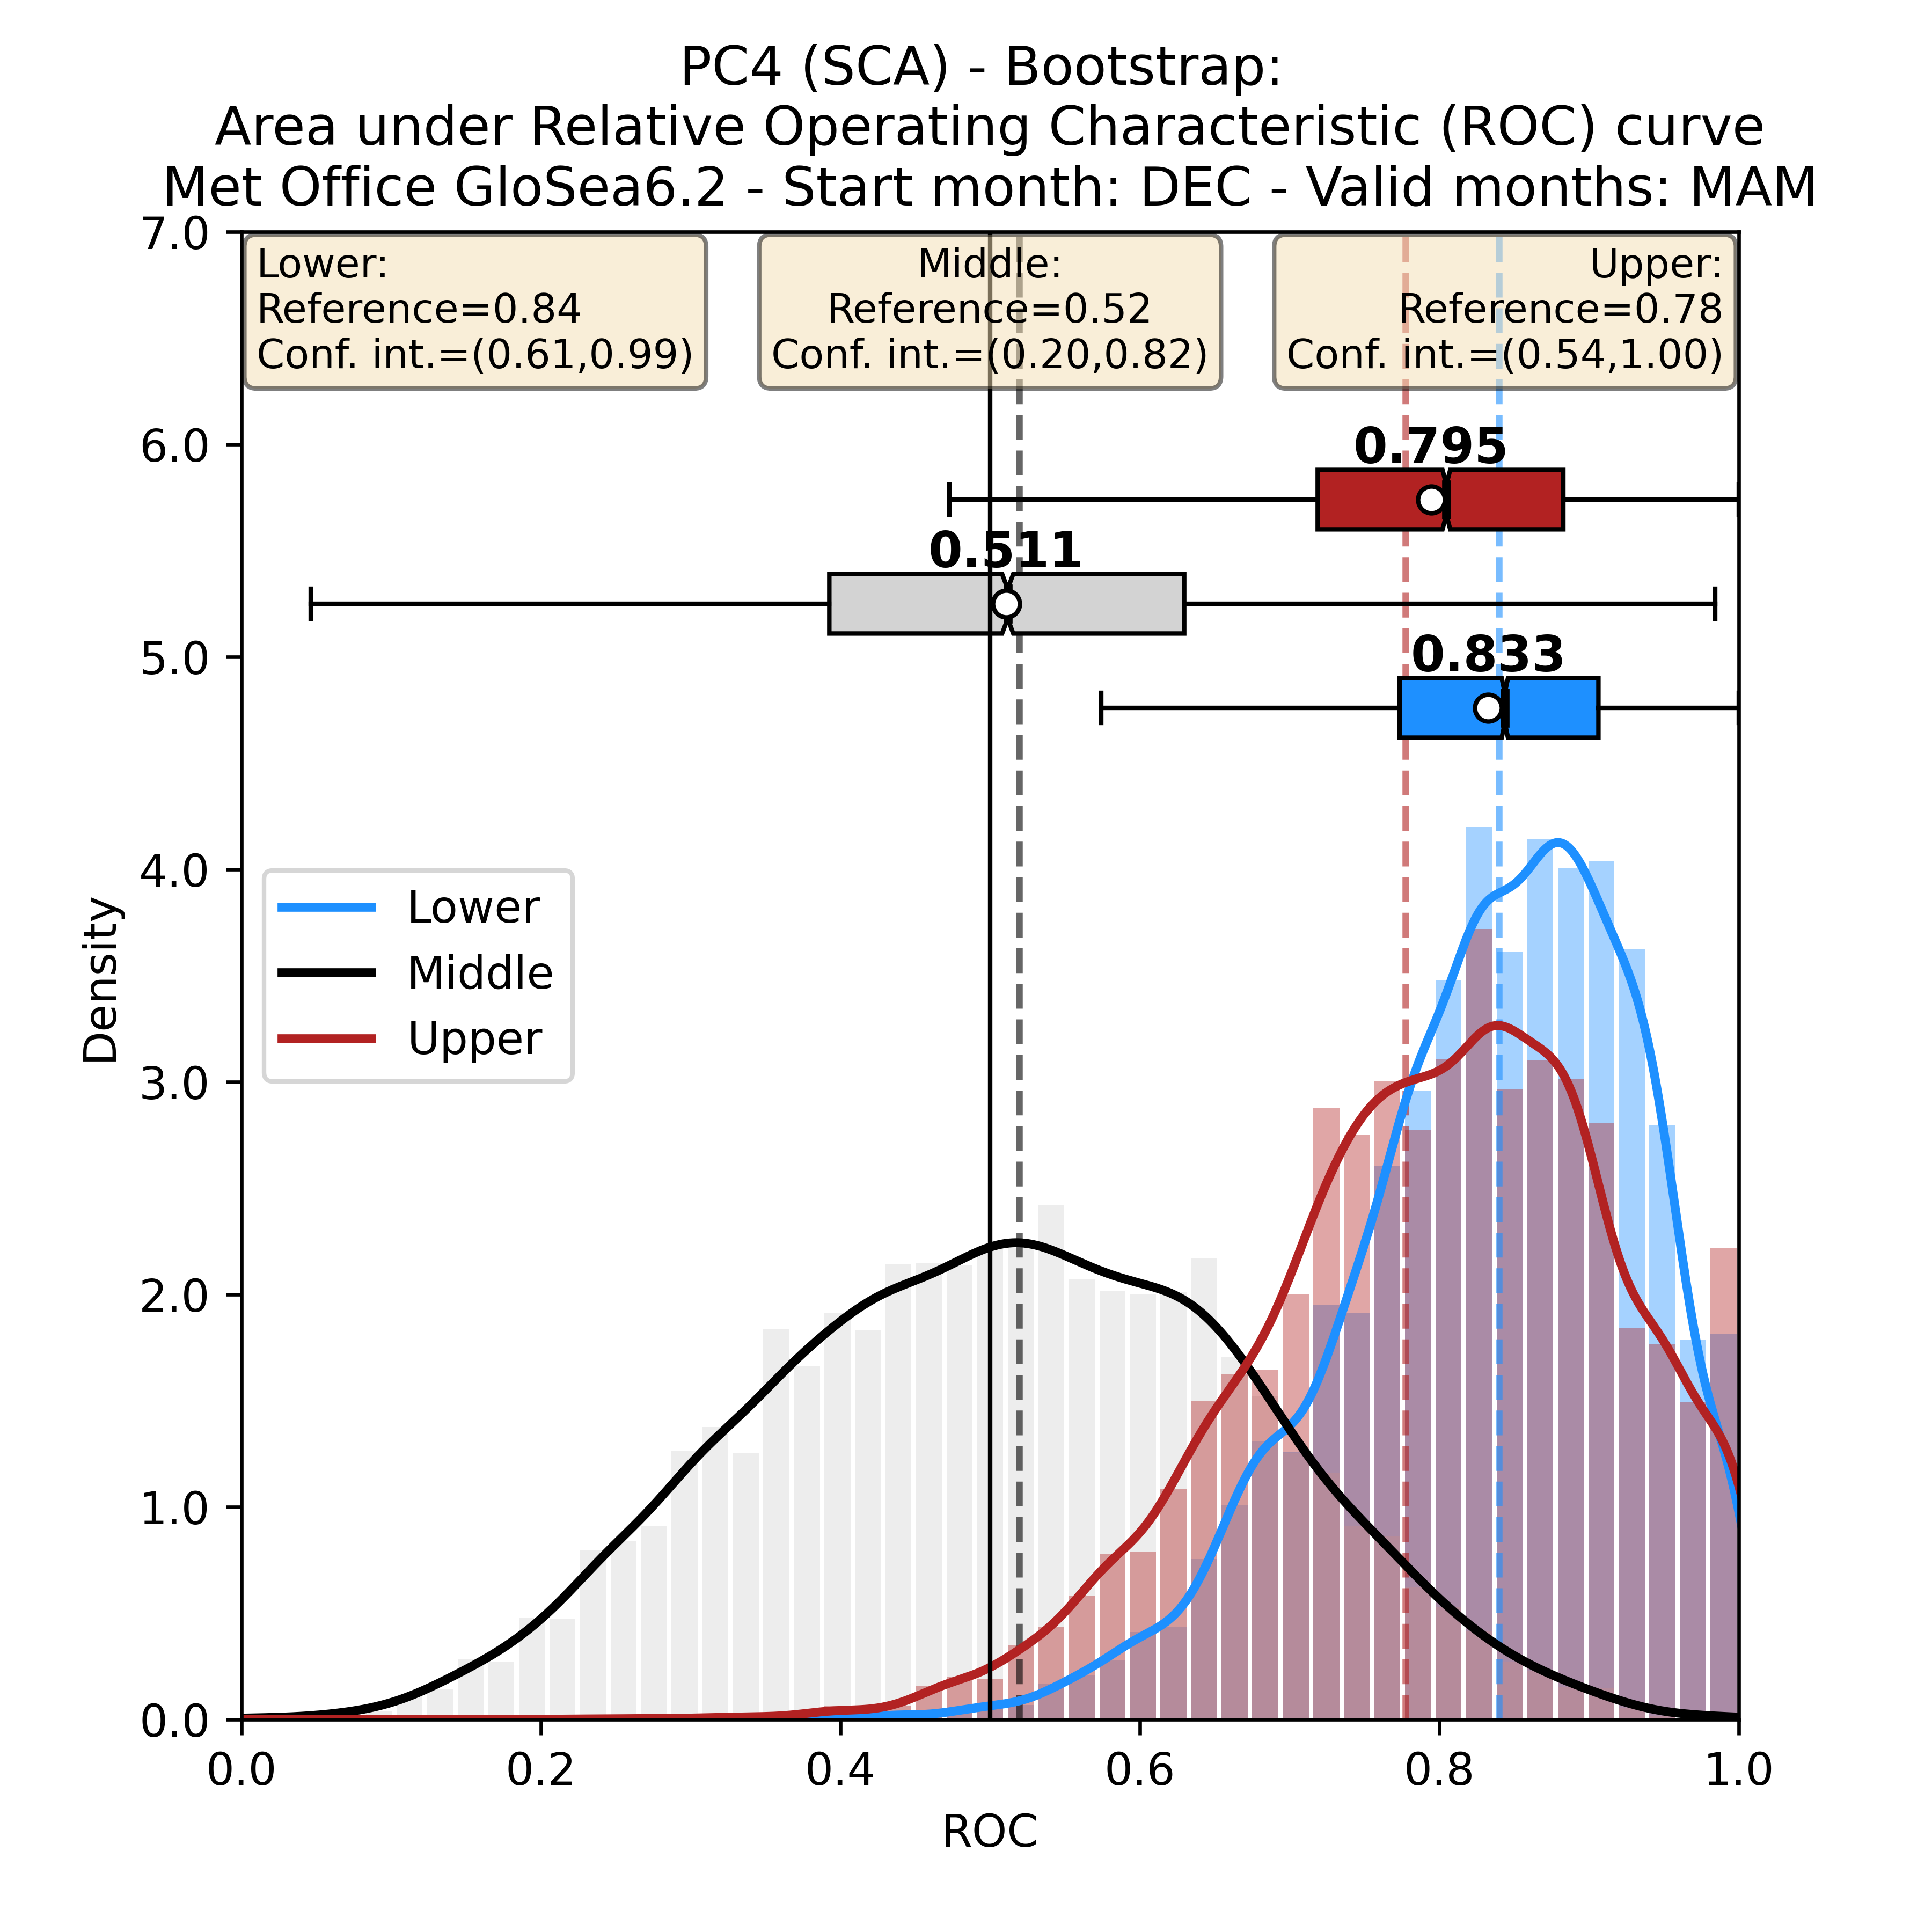 PC4 (SCA) - Bootstrap:
Area under Relative Operating Characteristic (ROC) curve
Met Office GloSea6.2 - Start month: DEC - Valid months: MAM
7.0
Lower:
Reference=0.84
Conf. int.=(0.61,0.99)
Middle:
Reference=0.52
Conf. int.=(0.20,0.82)
Upper:
Reference=0.78
Conf. int.=(0.54,1.00)
6.0
0.795
0.511
5.0
0.833
4.0
Lower
Middle
Upper
Density
3.0
2.0
1.0
0.0
0.0 0.2 0.4 0.6 0.8 1.0
ROC